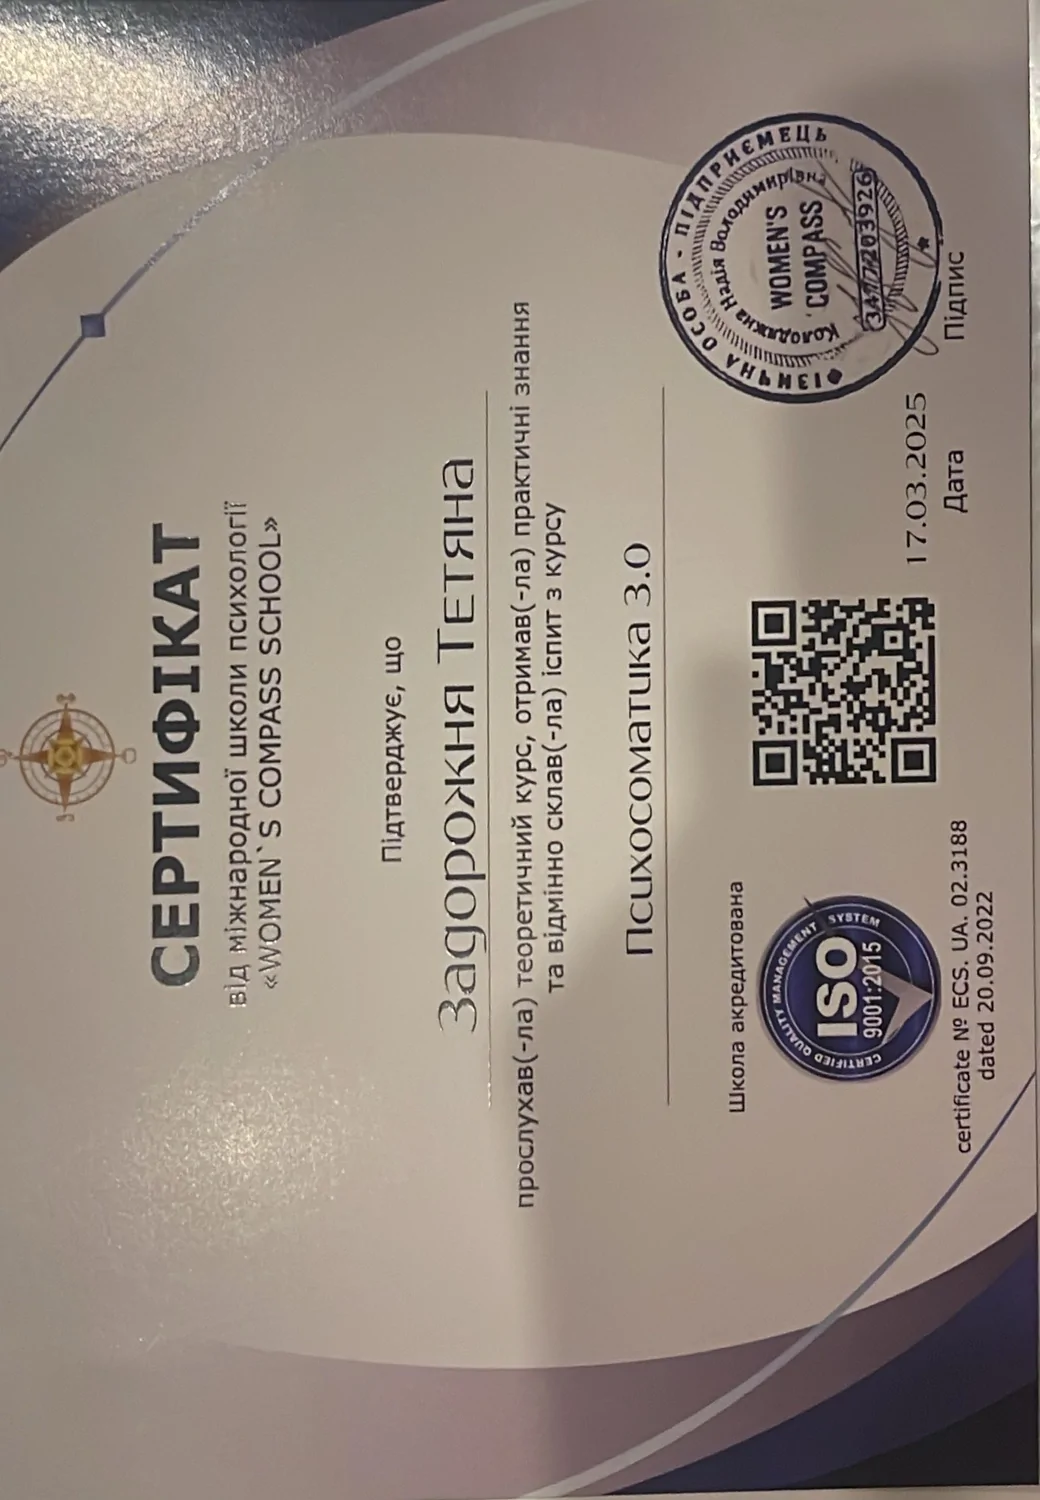 СЕРТИФІКАТ
від міжнародної школи психології
«WOMEN`S COMPASS SCHOOL»
Підтверджує, що
Задорожня Тетяна
прослухав(-ла) теоретичний курс, отримав(-ла) практичні знання
та відмінно склав(-ла) іспит з курсу
Психосоматика 3.0
Школа акредитована
CERTIFIED QUALITY MANAGEMENT SYSTEM
ISO
9001:2015
certificate № ECS. UA. 02.3188
dated 20.09.2022
17.03.2025
Дата
ФІЗИЧНА ОСОБА - ПІДПРИЄМЕЦЬ
Надія Володимирівна
WOMEN'S
COMPASS
Підпис